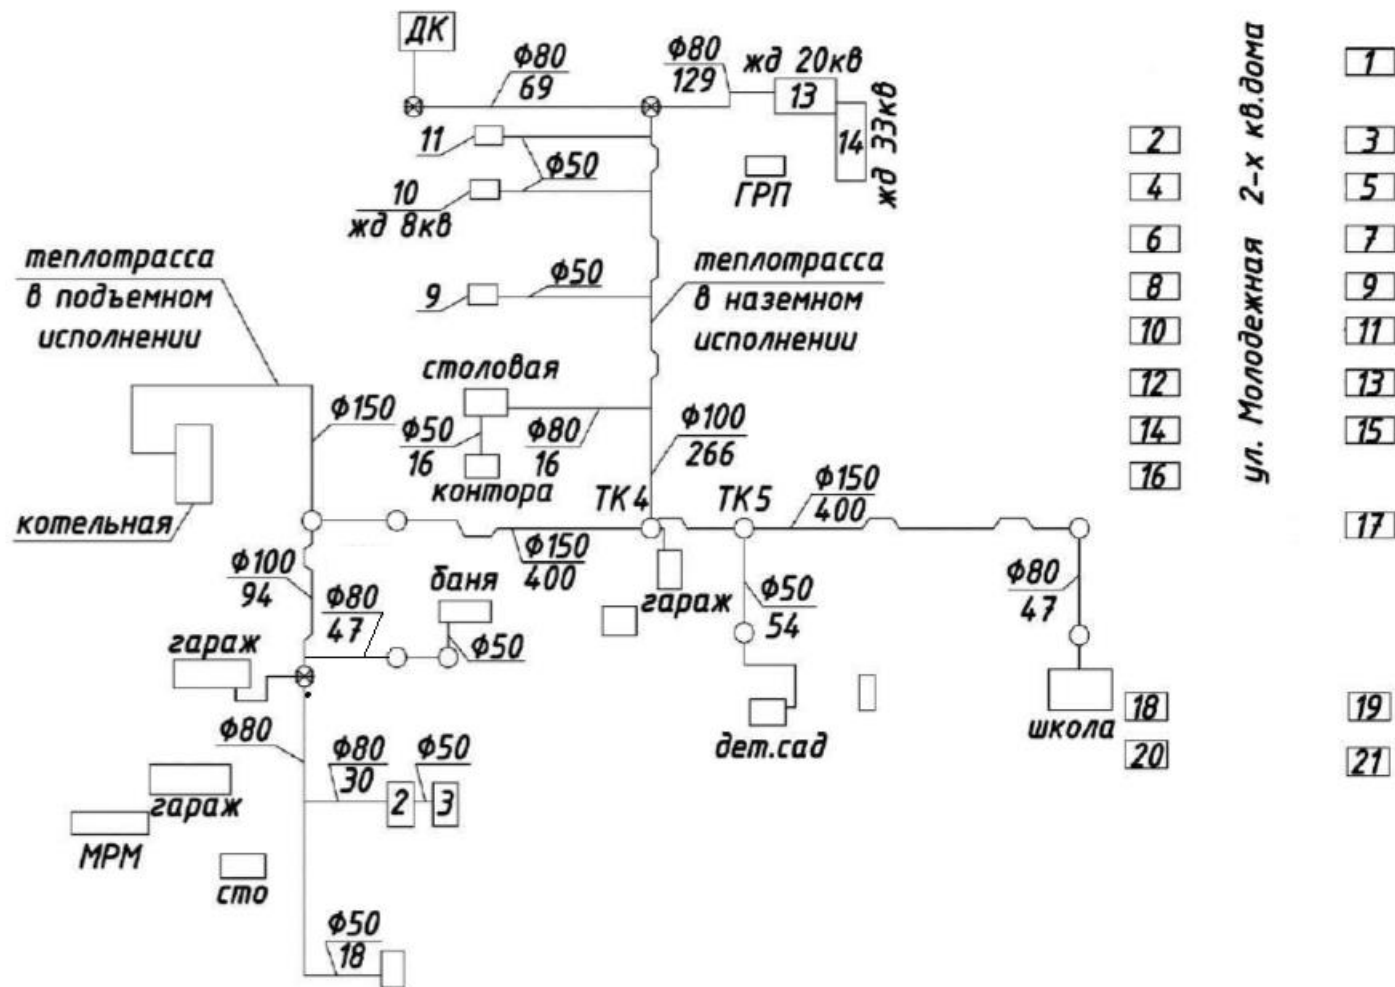 ДК
Ф80
69
Ф80
129
жд 20кв
13
14
жд 33кв
ГРП
11
Ф50
10
жд 8кв
9
Ф50
теплотрасса
в подъемном
исполнении
теплотрасса
в наземном
исполнении
столовая
Ф50
16
Ф80
16
контора
Ф150
котельная
Ф100
266
ТК4
ТК5
Ф150
400
Ф150
400
Ф100
94
Ф80
47
баня
Ф50
гараж
гараж
Ф50
54
Ф80
47
дет.сад
школа
Ф80
Ф80
30
Ф50
2
3
гараж
МРМ
сто
Ф50
18
ул. Молодежная 2-х кв.дома
1
2
3
4
5
6
7
8
9
10
11
12
13
14
15
16
17
18
19
20
21